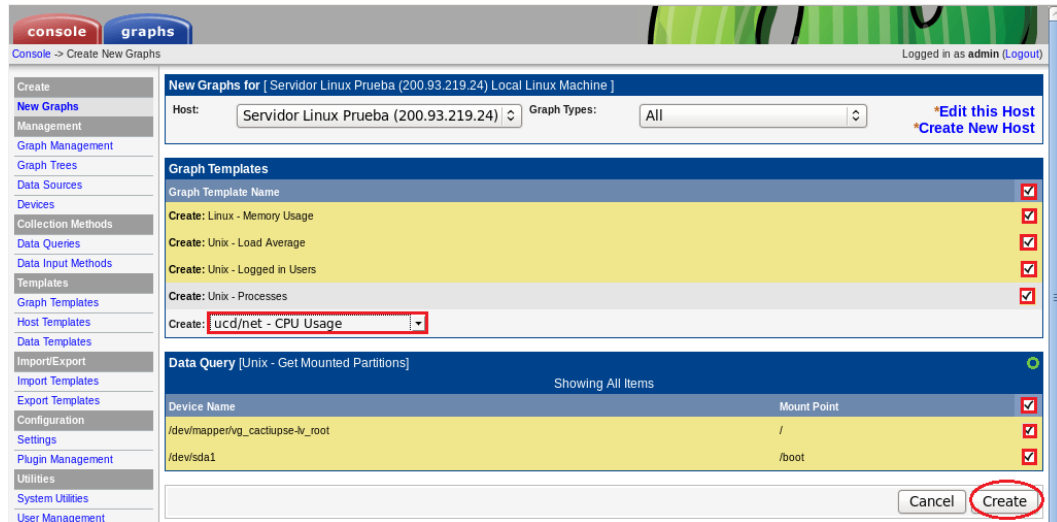 console graphs
Console -> Create New Graphs
Logged in as admin (Logout)
Create
New Graphs
Management
Graph Management
Graph Trees
Data Sources
Devices
Collection Methods
Data Queries
Data Input Methods
Templates
Graph Templates
Host Templates
Data Templates
Import/Export
Import Templates
Export Templates
Configuration
Settings
Plugin Management
Utilities
System Utilities
User Management
New Graphs for [ Servidor Linux Prueba (200.93.219.24) Local Linux Machine ]
Host: Servidor Linux Prueba (200.93.219.24) Graph Types: All
*Edit this Host
*Create New Host
Graph Templates
Graph Template Name
Create: Linux - Memory Usage
Create: Unix - Load Average
Create: Unix - Logged in Users
Create: Unix - Processes
Create: ucd/net - CPU Usage
Data Query [Unix - Get Mounted Partitions]
Showing All Items
Device Name Mount Point
/dev/mapper/vg_cactiupse-lv_root /
/dev/sda1 /boot
Cancel Create